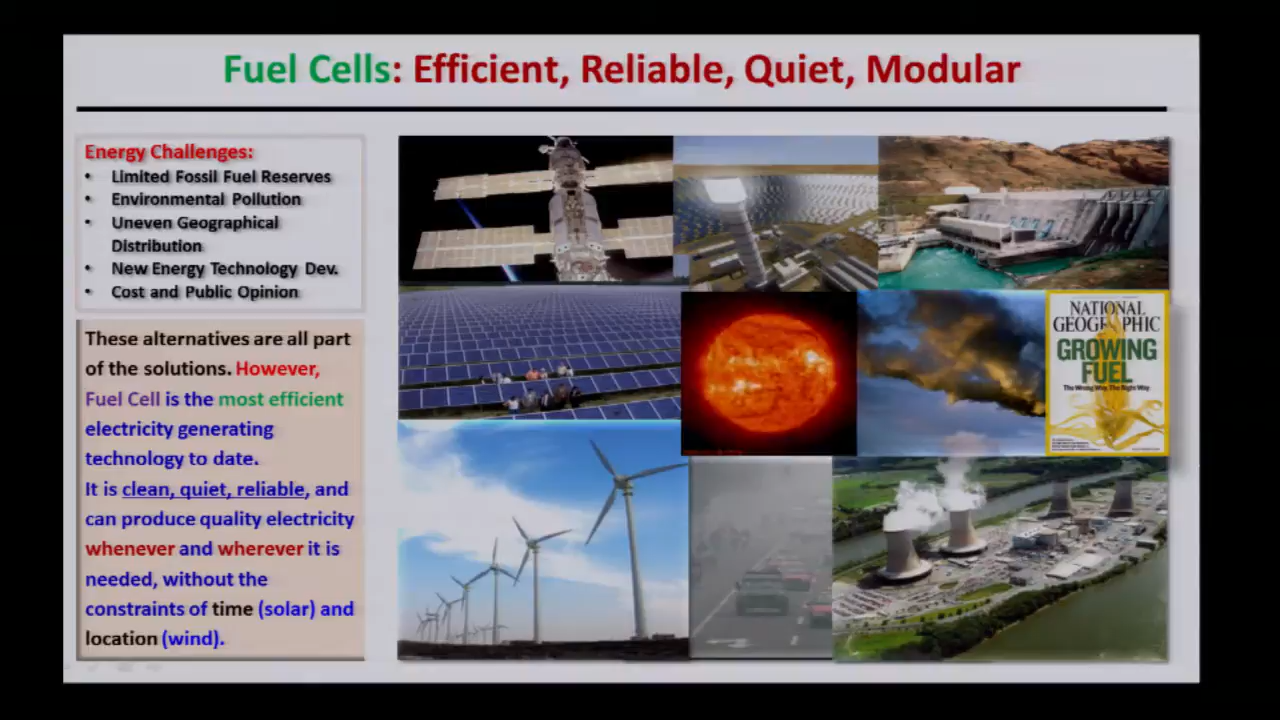 Fuel Cells: Efficient, Reliable, Quiet, Modular
Energy Challenges:
• Limited Fossil Fuel Reserves
• Environmental Pollution
• Uneven Geographical
Distribution
• New Energy Technology Dev.
• Cost and Public Opinion
These alternatives are all part
of the solutions. However,
Fuel Cell is the most efficient
electricity generating
technology to date.
It is clean, quiet, reliable, and
can produce quality electricity
whenever and wherever it is
needed, without the
constraints of time (solar) and
location (wind).
NATIONAL
GEOGRAPHIC
GROWING
FUEL
The Wrong Way The Right Way